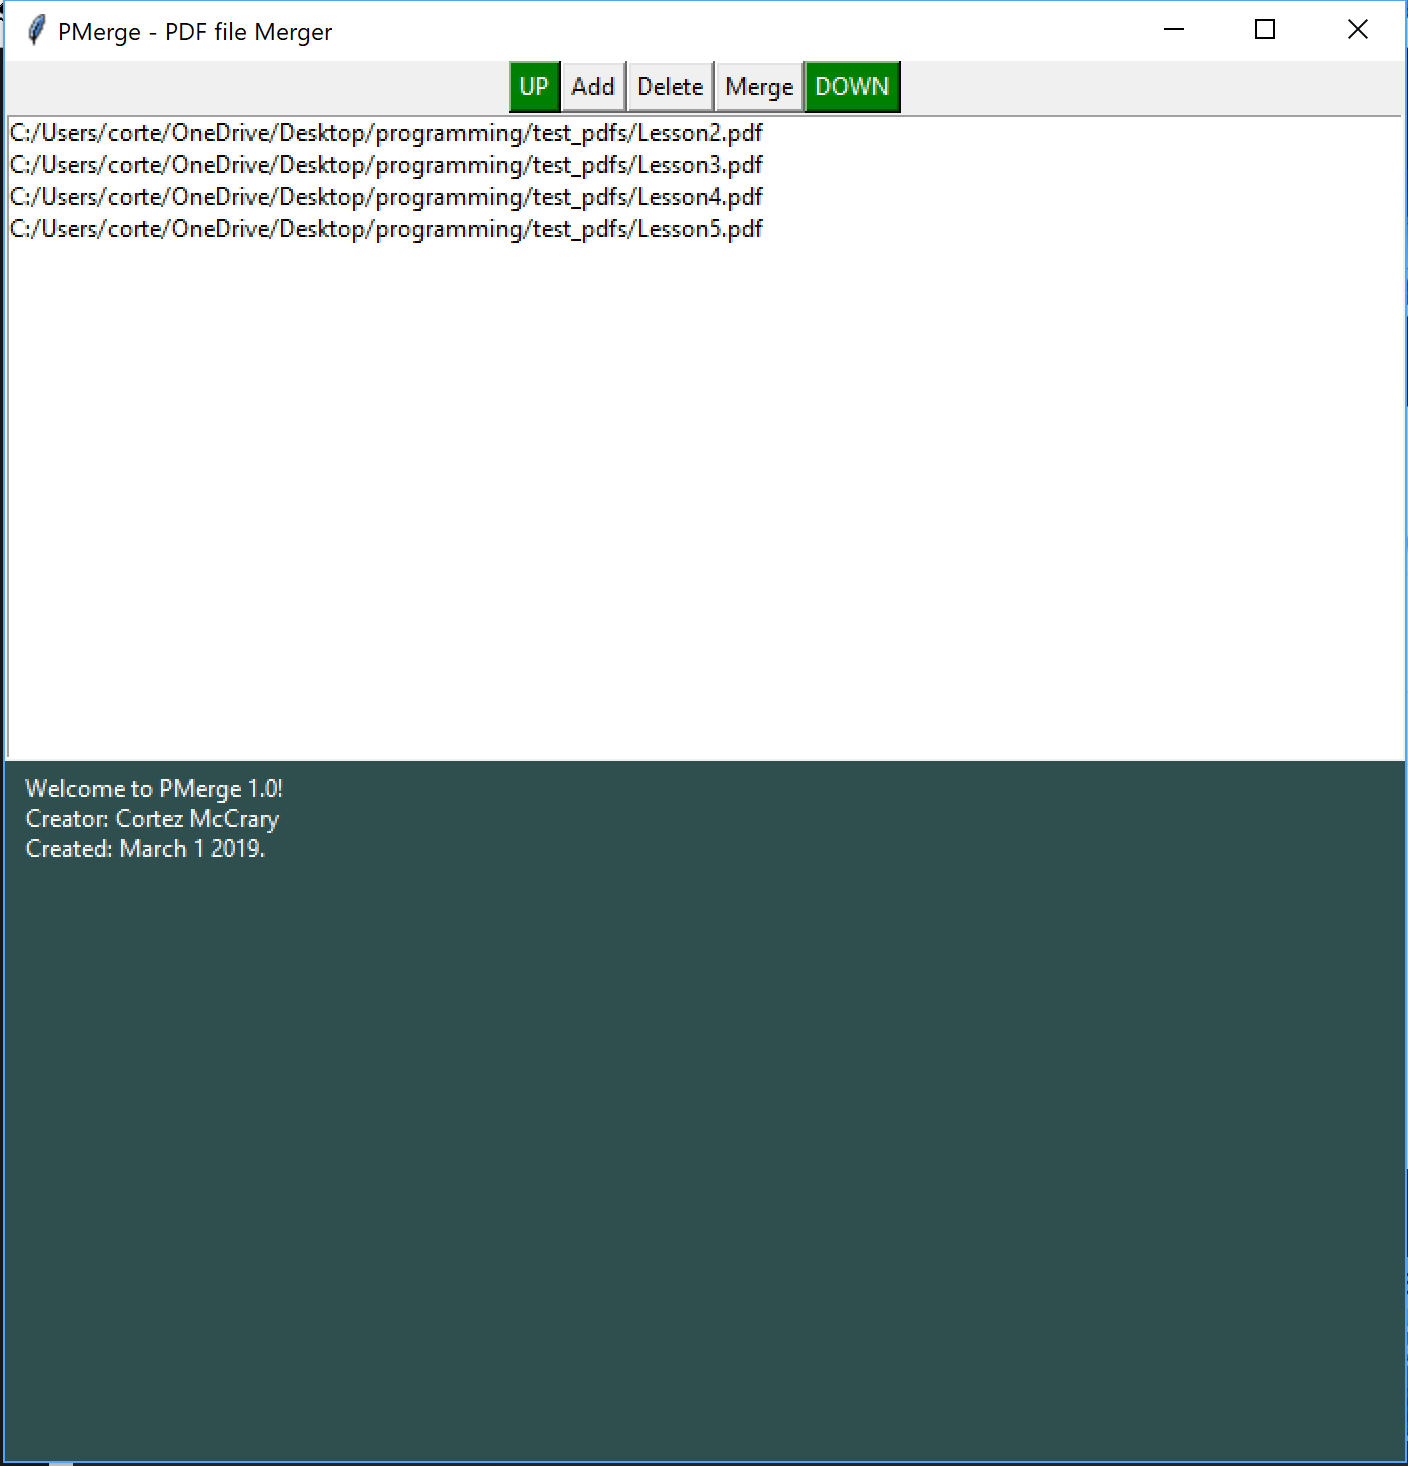 PMerge - PDF file Merger
UP Add Delete Merge DOWN
C:/Users/corte/OneDrive/Desktop/programming/test_pdfs/Lesson2.pdf
C:/Users/corte/OneDrive/Desktop/programming/test_pdfs/Lesson3.pdf
C:/Users/corte/OneDrive/Desktop/programming/test_pdfs/Lesson4.pdf
C:/Users/corte/OneDrive/Desktop/programming/test_pdfs/Lesson5.pdf
Welcome to PMerge 1.0!
Creator: Cortez McCrary
Created: March 1 2019.